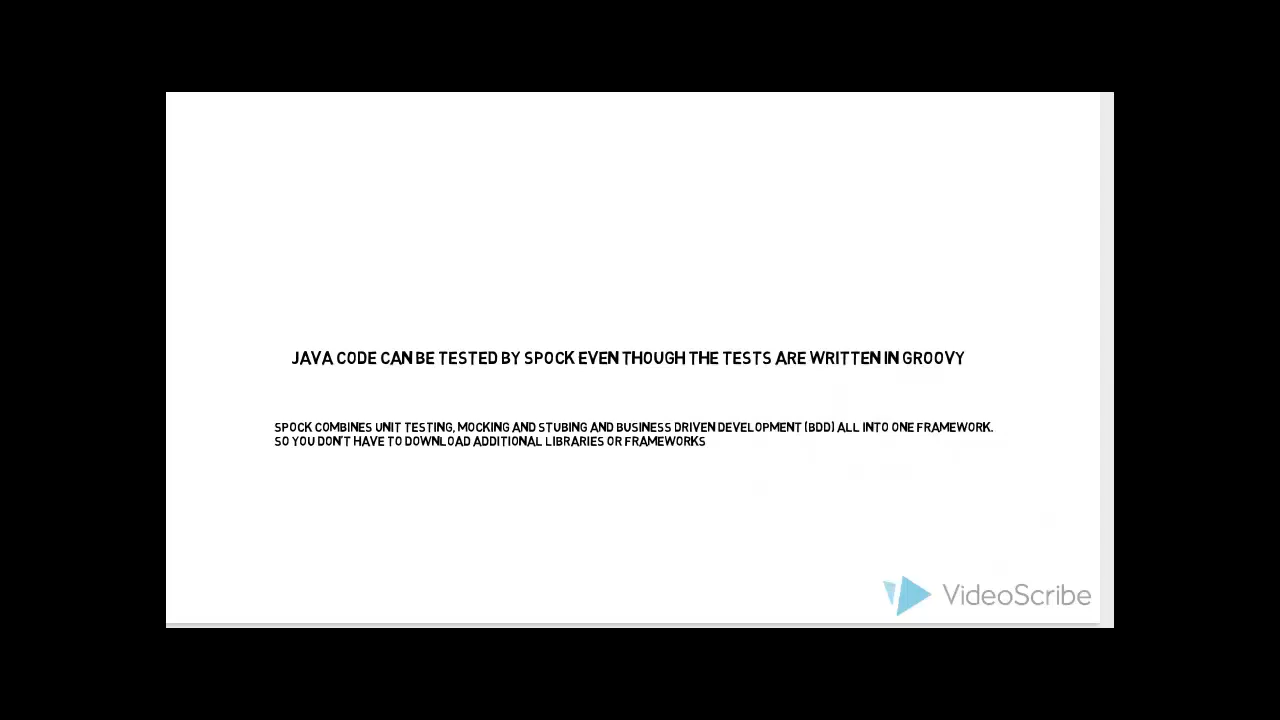 JAVA CODE CAN BE TESTED BY SPOCK EVEN THOUGH THE TESTS ARE WRITTEN IN GROOVY
SPOCK COMBINES UNIT TESTING, MOCKING AND STUBING AND BUSINESS DRIVEN DEVELOPMENT (BDD) ALL INTO ONE FRAMEWORK.
SO YOU DON'T HAVE TO DOWNLOAD ADDITIONAL LIBRARIES OR FRAMEWORKS
VideoScribe